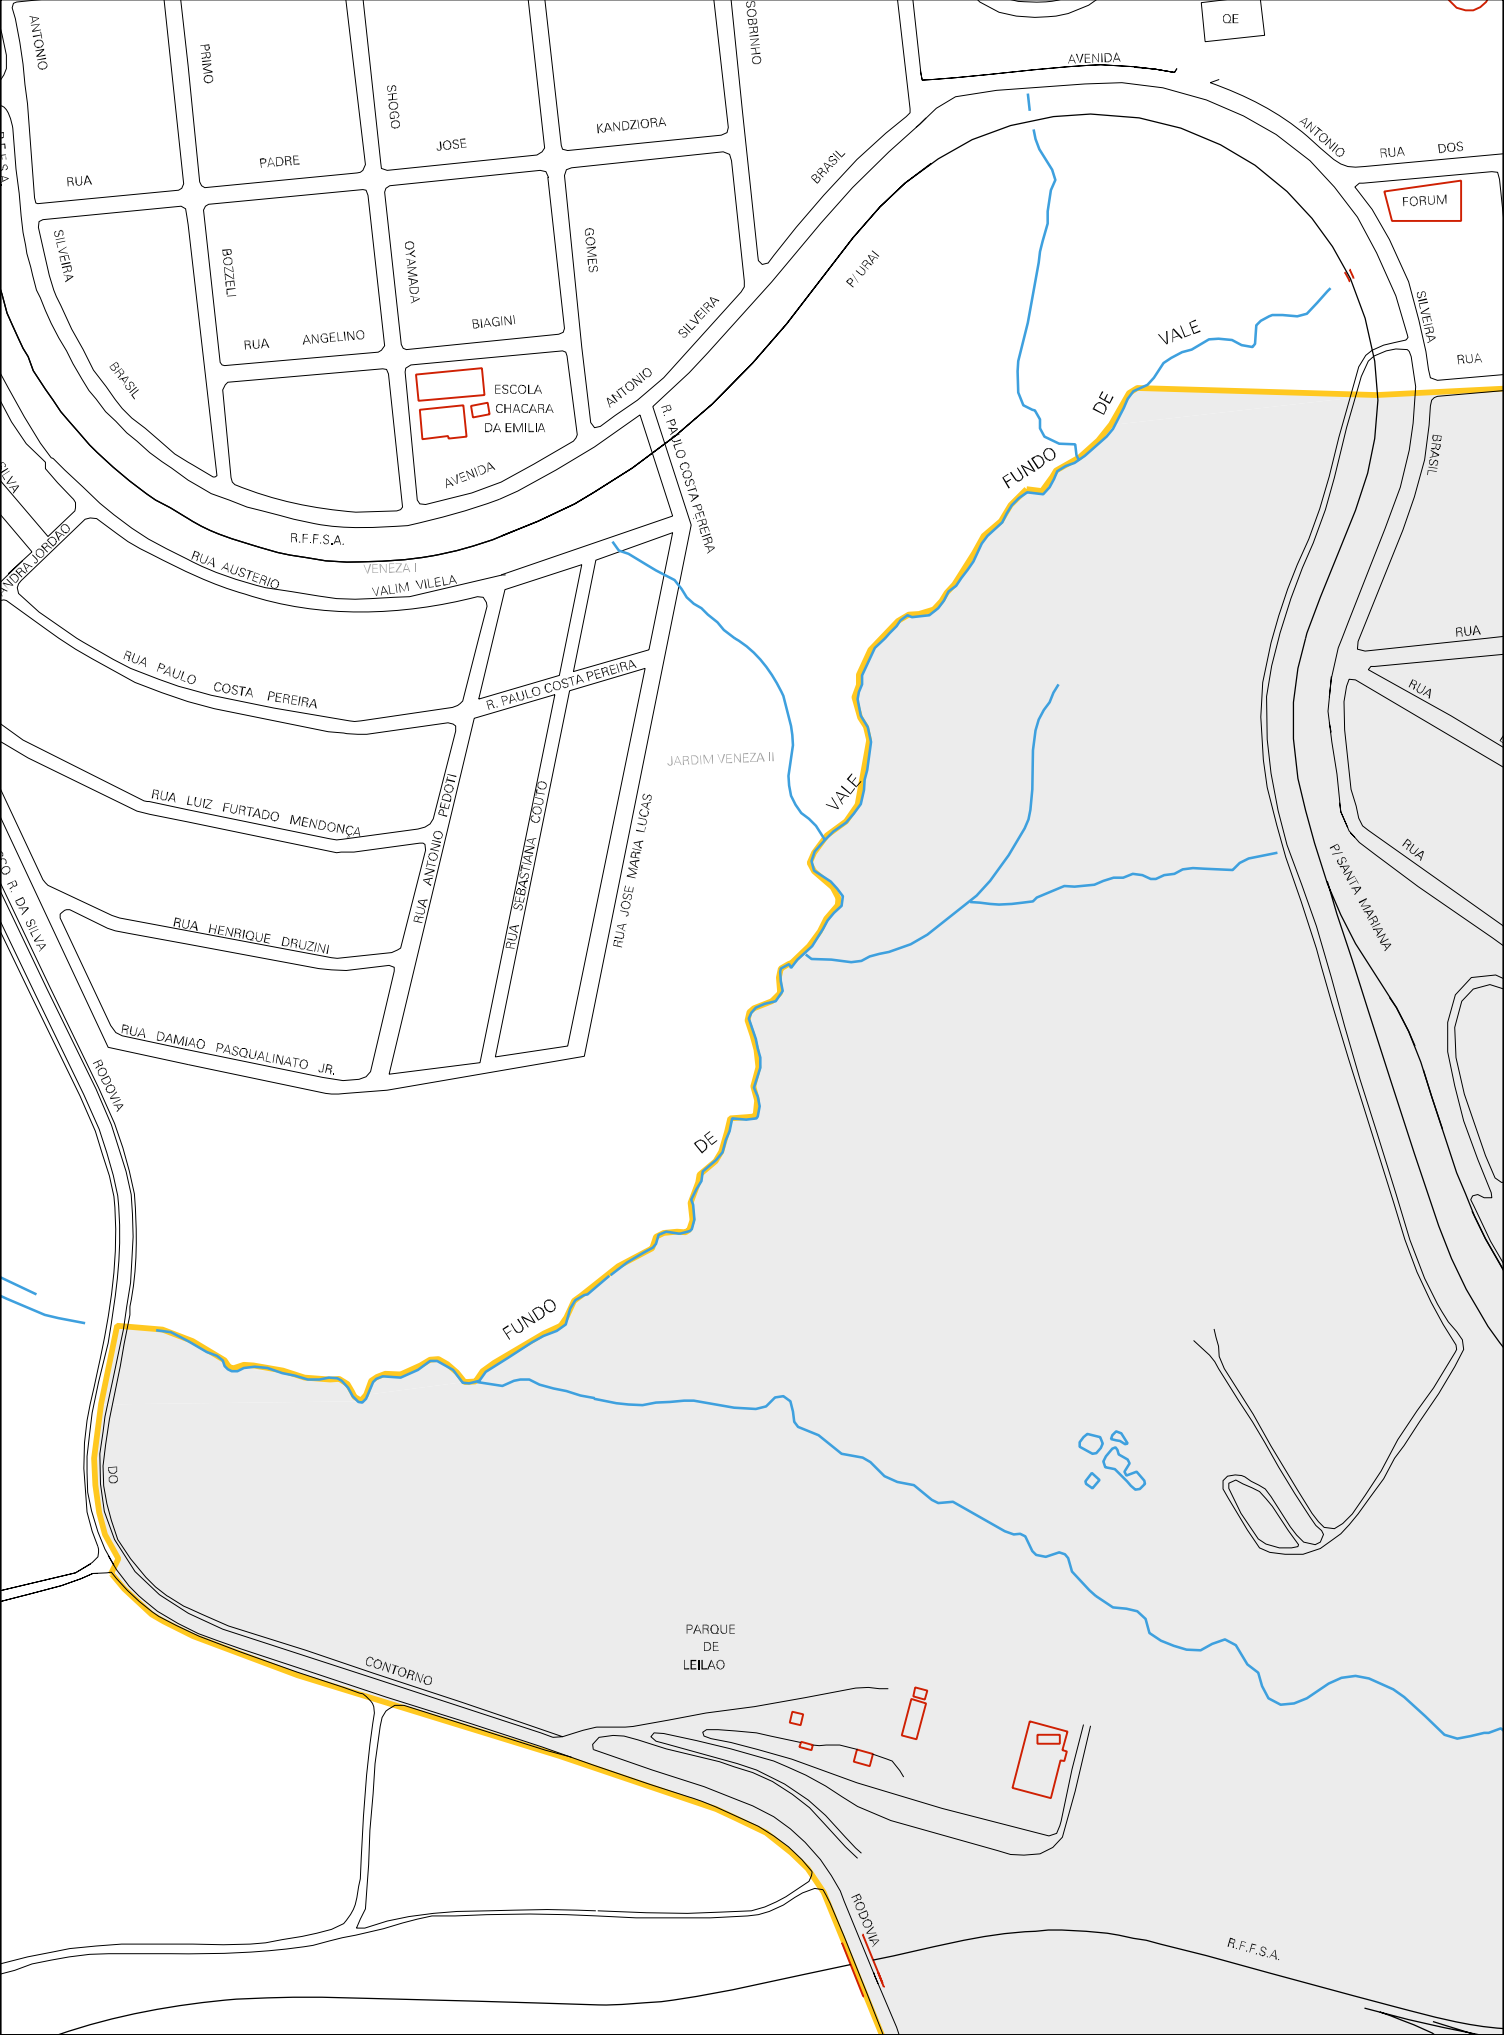 ANTONIO
PRIMO
SHOGO
SOBRINHO
QE
AVENIDA
ANTONIO
RUA DOS
FORUM
RUA
PADRE
JOSE
KANDZIORA
BRASIL
R.F.F.S.A.
SILVEIRA
BOZZELI
OYAMADA
GOMES
P/ URAI
SILVEIRA
SILVEIRA
VALE
RUA
RUA ANGELINO
BIAGINI
BRASIL
ESCOLA
CHACARA
DA EMILIA
ANTONIO
DE
FUNDO
BRASIL
AVENIDA
R. PAULO COSTA PEREIRA
SILVA
R.F.F.S.A.
VENEZA I
RUA AUSTERIO
VALIM VILELA
JORDAO
RUA
RUA PAULO COSTA PEREIRA
R. PAULO COSTA PEREIRA
RUA
JARDIM VENEZA II
VALE
RUA LUIZ FURTADO MENDONÇA
RUA ANTONIO PEDOTI
RUA SEBASTIANA COUTO
RUA JOSE MARIA LUCAS
RUA
P/ SANTA MARIANA
R. DA SILVA
RUA HENRIQUE DRUZINI
RUA DAMIAO PASQUALINATO JR.
RODOVIA
DE
FUNDO
DO
CONTORNO
PARQUE
DE
LEILAO
RODOVIA
R.F.F.S.A.